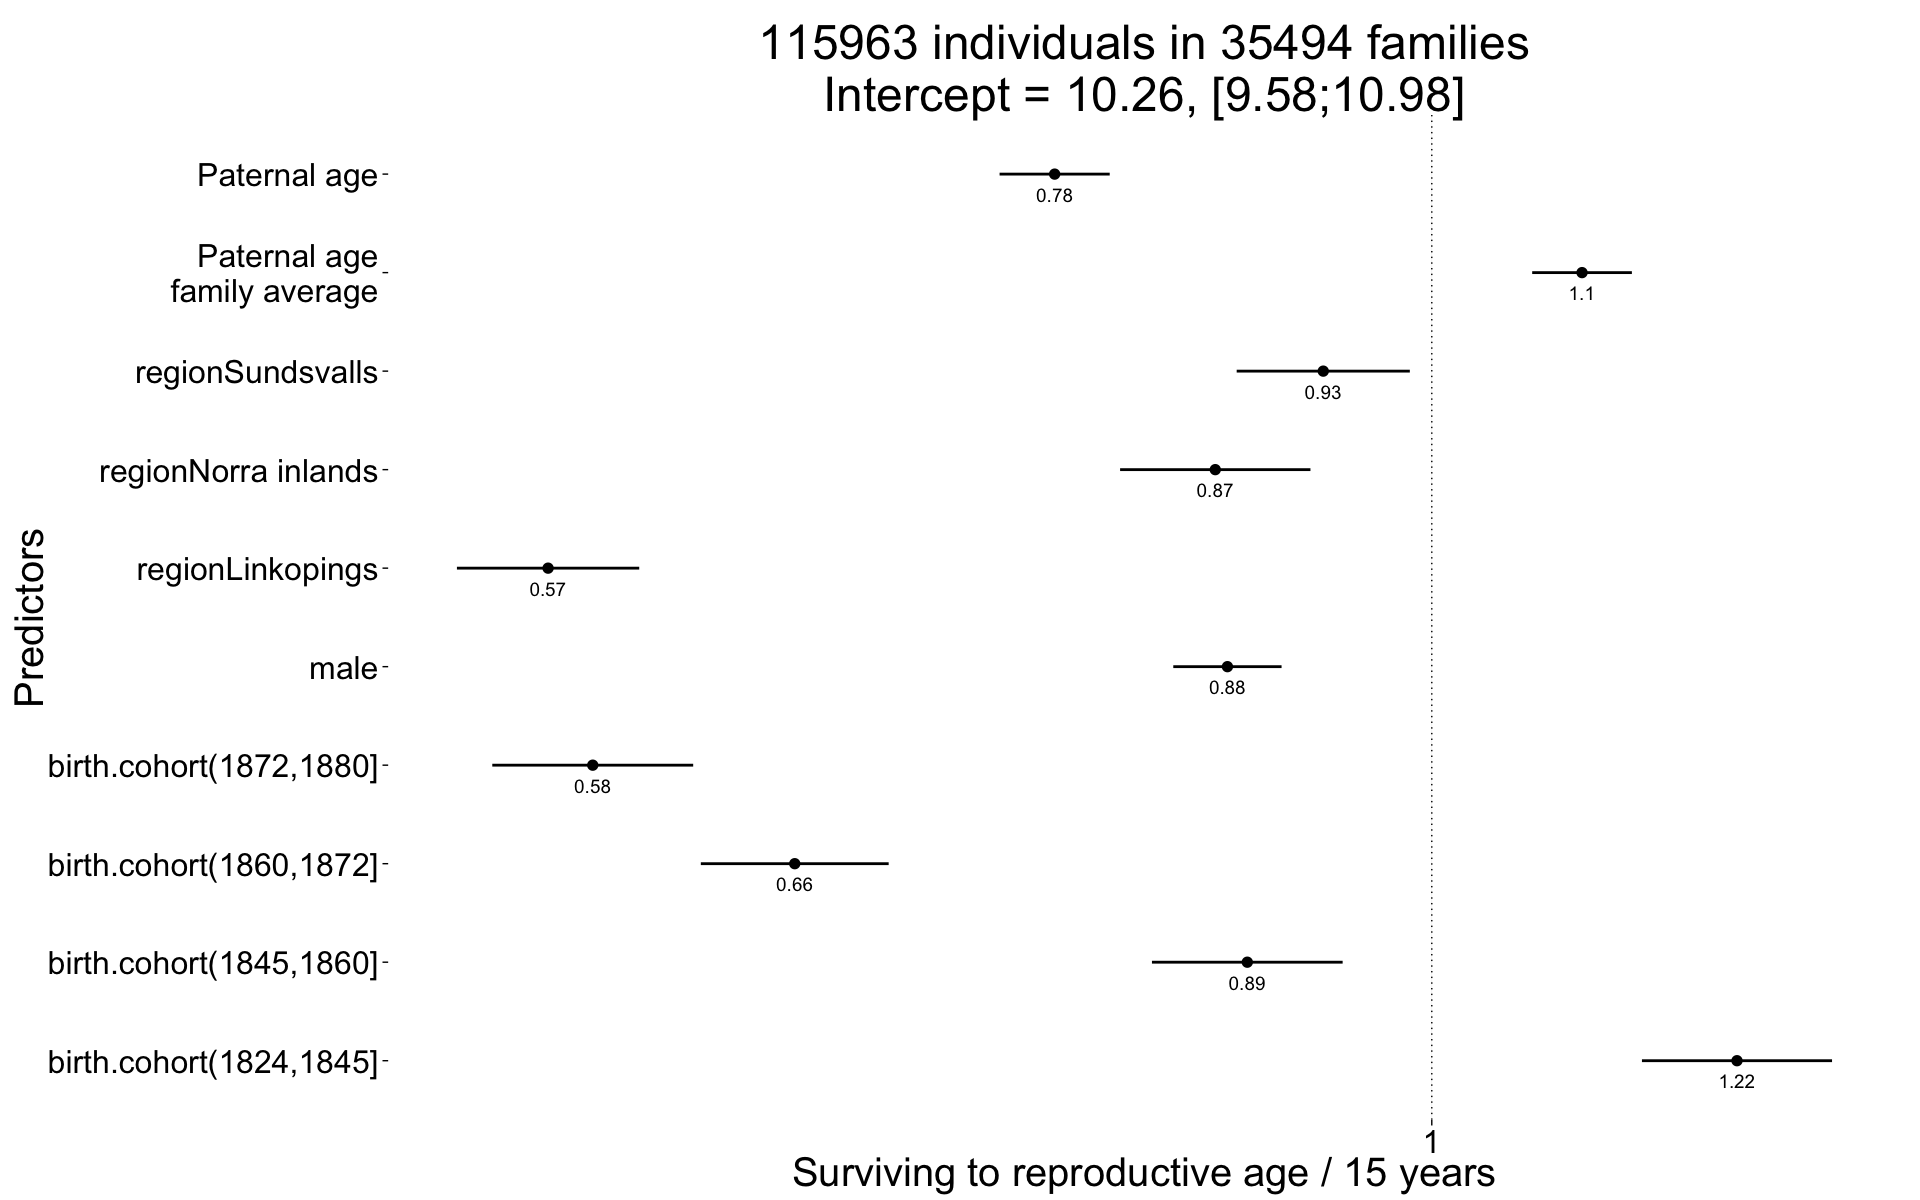 115963 individuals in 35494 families
Intercept = 10.26, [9.58;10.98]
Predictors
Paternal age
0.78
Paternal age
family average
1.1
regionSundsvalls
0.93
regionNorra inlands
0.87
regionLinkopings
0.57
male
0.88
birth.cohort(1872,1880]
0.58
birth.cohort(1860,1872]
0.66
birth.cohort(1845,1860]
0.89
birth.cohort(1824,1845]
1.22
1
Surviving to reproductive age / 15 years